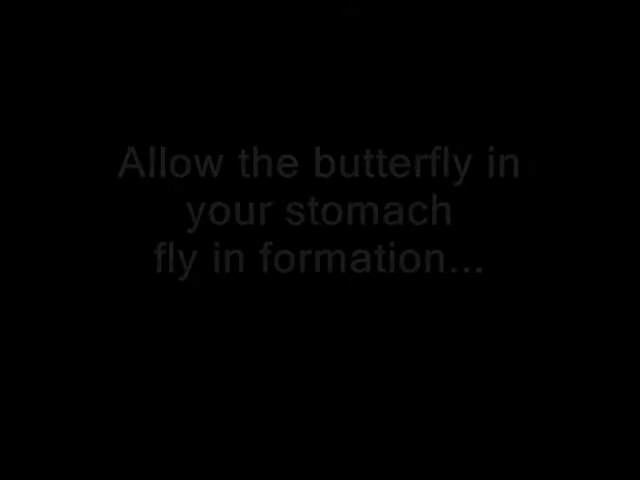 Allow the butterfly in
your stomach
fly in formation...